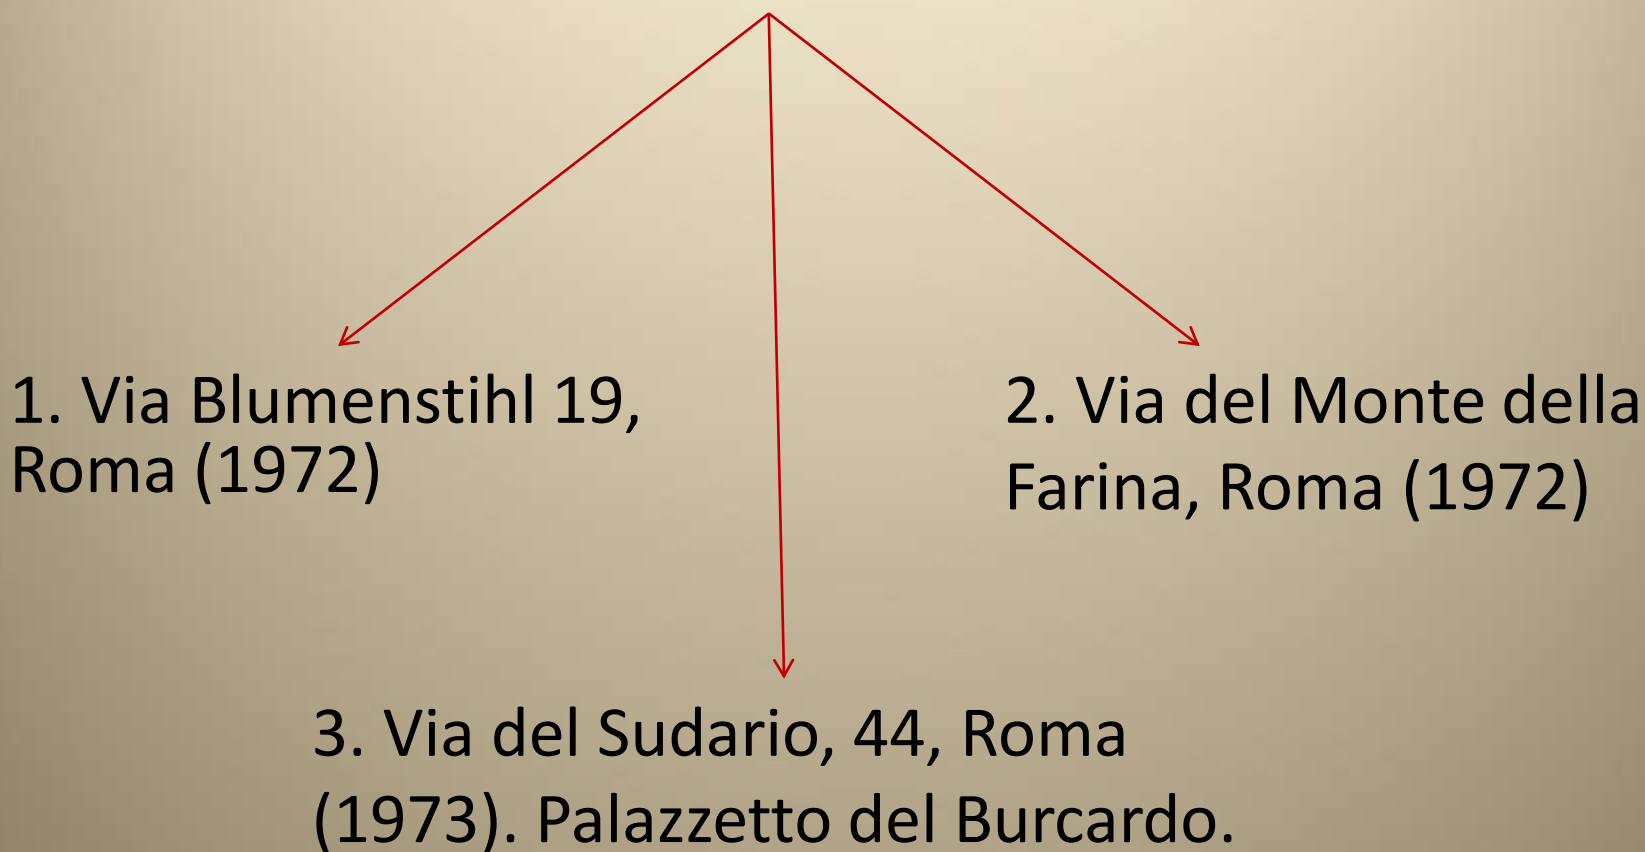 1. Via Blumenstihl 19,
Roma (1972)
2. Via del Monte della
Farina, Roma (1972)
3. Via del Sudario, 44, Roma
(1973). Palazzetto del Burcardo.